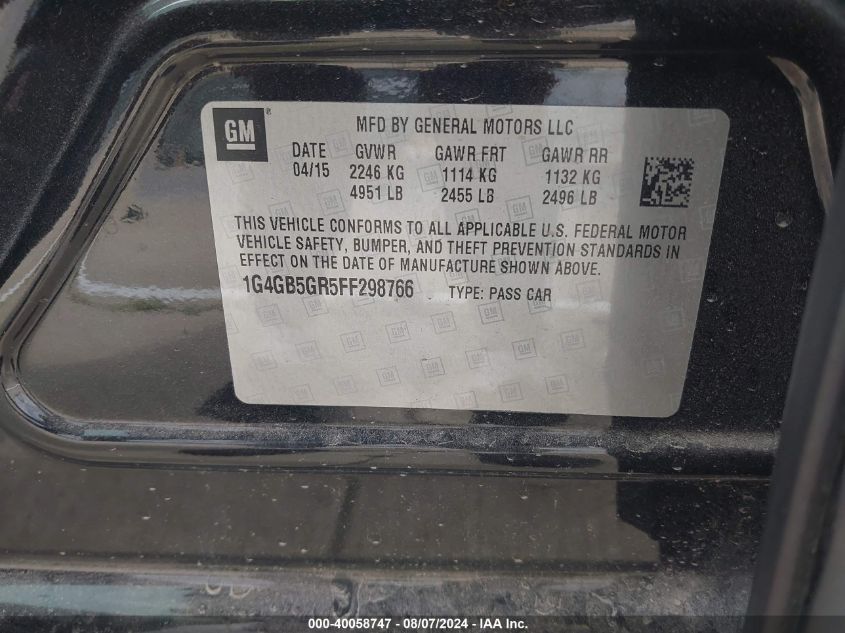 GM ® MFD BY GENERAL MOTORS LLC
DATE GVWR GAWR FRT GAWR RR
04/15 2246 KG 1114 KG 1132 KG
4951 LB 2455 LB 2496 LB
THIS VEHICLE CONFORMS TO ALL APPLICABLE U.S. FEDERAL MOTOR
VEHICLE SAFETY, BUMPER, AND THEFT PREVENTION STANDARDS IN
EFFECT ON THE DATE OF MANUFACTURE SHOWN ABOVE.
1G4GB5GR5FF298766 TYPE: PASS CAR
000-40058747 - 08/07/2024 - IAA Inc.